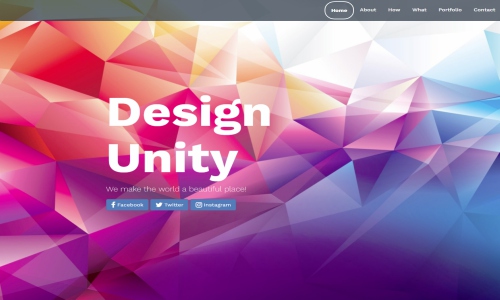 Home About How What Portfolio Contact
Design
Unity
We make the world a beautiful place!
Facebook Twitter Instagram